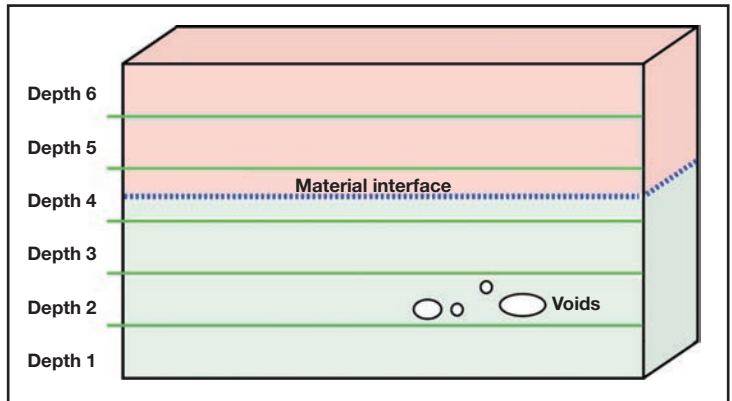 Depth 6
Depth 5
Material interface
Depth 4
Depth 3
Depth 2
Voids
Depth 1